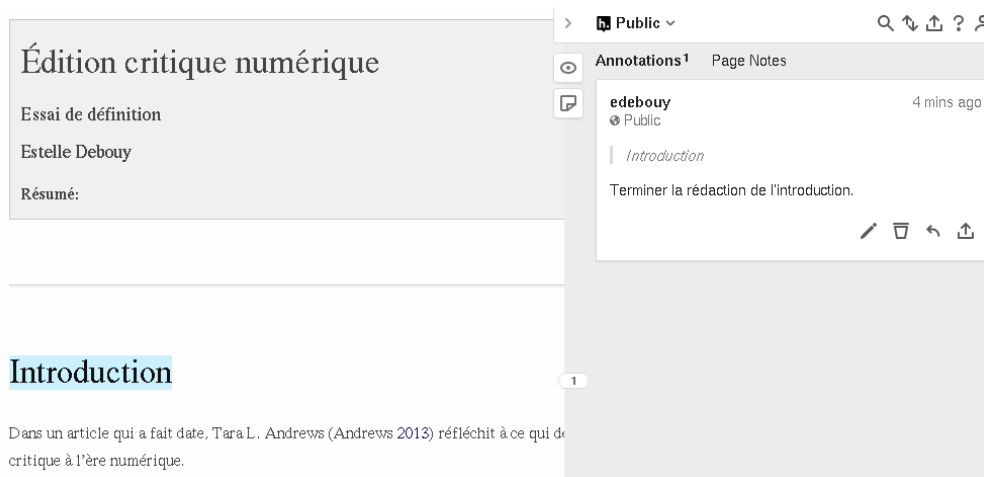 Édition critique numérique
Essai de définition
Estelle Debouy
Résumé:
Introduction
Dans un article qui a fait date, Tara L. Andrews (Andrews 2013) réfléchit à ce qui
critique à l'ère numérique.
h. Public
?
Annotations 1 Page Notes
edebouy 4 mins ago
Public
Introduction
Terminer la rédaction de l'introduction.
1